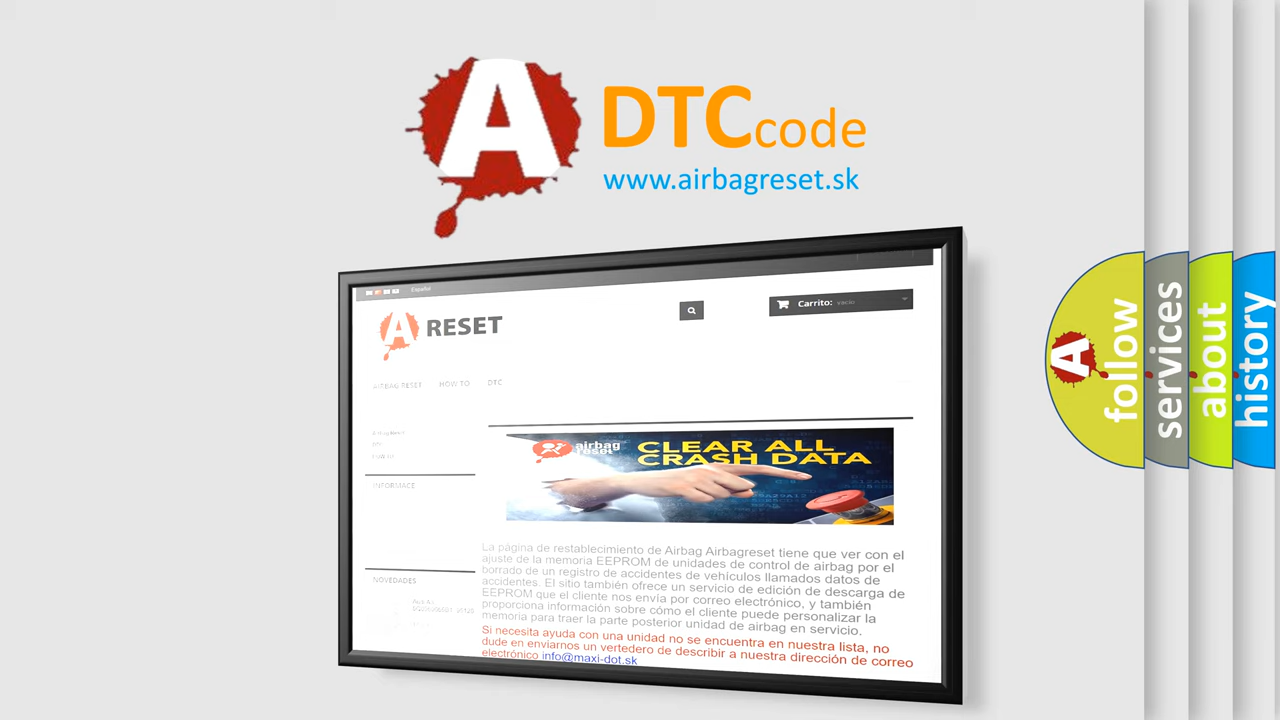 A
DTC code
www.airbagreset.sk
Español
A RESET
Carrito: vacío
AIRBAG RESET HOW TO DTC
INFORMACE
airbag
reset
CLEAR ALL
CRASH DATA
La página de restablecimiento de Airbag Airbagreset tiene que ver con el
ajuste de la memoria EEPROM de unidades de control de airbag por el
borrado de un registro de accidentes de vehículos llamados datos de
accidentes. El sitio también ofrece un servicio de edición de descarga de
EEPROM que el cliente nos envía por correo electrónico, y también
proporciona información sobre cómo el cliente puede personalizar la
memoria para traer la parte posterior unidad de airbag en servicio.
Si necesita ayuda con una unidad no se encuentra en nuestra lista, no
dude en enviarnos un vertedero de describir a nuestra dirección de correo
electrónico info@maxi-dot.sk
NOVEDADES
A
follow
services
about
history